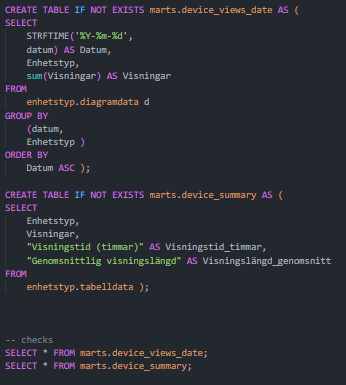 CREATE TABLE IF NOT EXISTS marts.device_views_date AS (
SELECT
STRFTIME('%Y-%m-%d',
datum) AS Datum,
Enhetstyp,
sum(Visningar) AS Visningar
FROM
enhetstyp.diagramdata d
GROUP BY
(datum,
Enhetstyp )
ORDER BY
Datum ASC );
CREATE TABLE IF NOT EXISTS marts.device_summary AS (
SELECT
Enhetstyp,
Visningar,
"Visningstid (timmar)" AS Visningstid_timmar,
"Genomsnittlig visningslängd" AS Visningslängd_genomsnitt
FROM
enhetstyp.tabelldata );
-- checks
SELECT * FROM marts.device_views_date;
SELECT * FROM marts.device_summary;